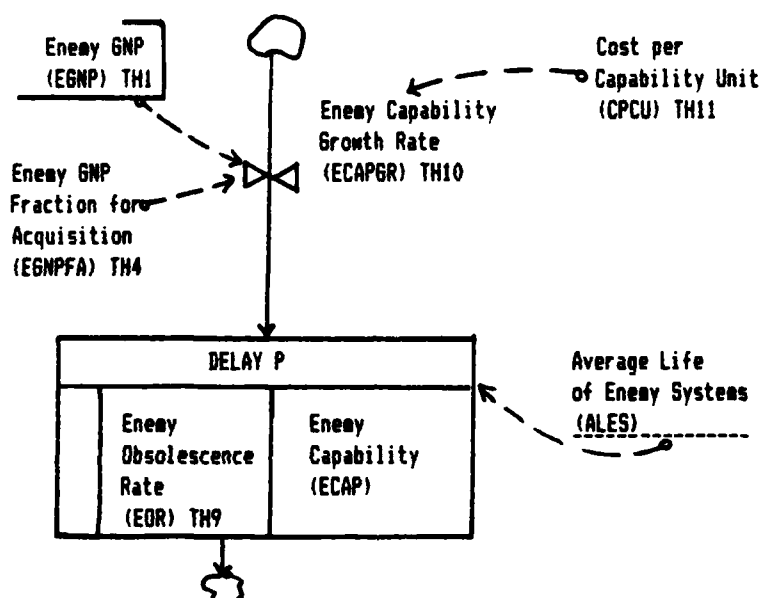 Enemy GNP
(EGNP) TH1
Cost per
Capability Unit
(CPCU) TH11
Enemy Capability
Growth Rate
(ECAPGR) TH10
Enemy GNP
Fraction for
Acquisition
(EGNPFA) TH4
DELAY P
Average Life
of Enemy Systems
(ALES)
Enemy
Obsolescence
Rate
(EOR) TH9
Enemy
Capability
(ECAP)